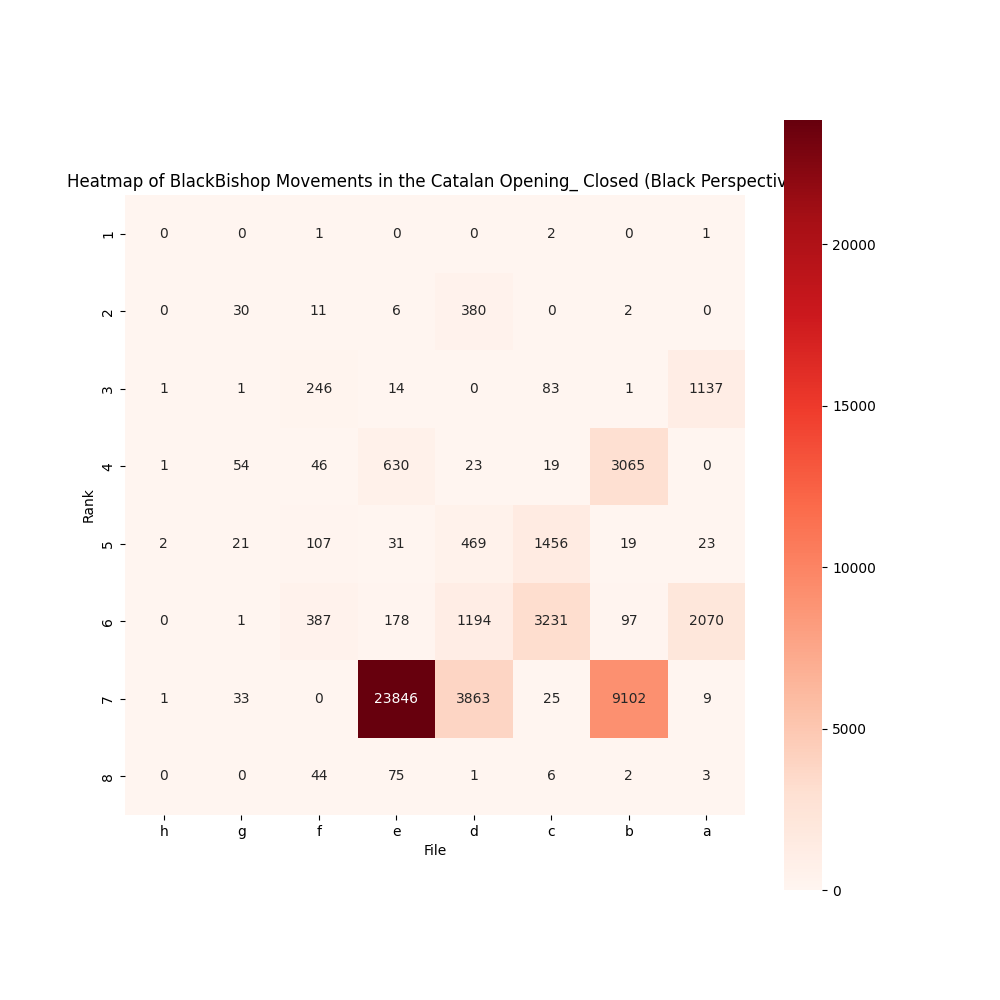 Heatmap of BlackBishop Movements in the Catalan Opening_ Closed (Black Perspectiv
1 0 0 1 0 0 2 0 1
2 0 30 11 6 380 0 2 0
3 1 1 246 14 0 83 1 1137
4 1 54 46 630 23 19 3065 0
5 2 21 107 31 469 1456 19 23
6 0 1 387 178 1194 3231 97 2070
7 1 33 0 23846 3863 25 9102 9
8 0 0 44 75 1 6 2 3
h g f e d c b a
File
Rank
20000
15000
10000
5000
0